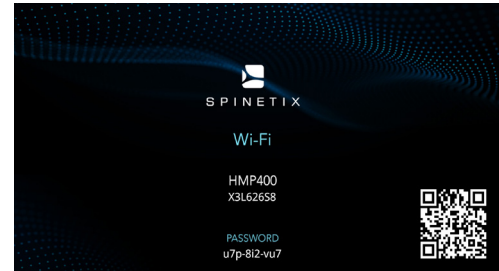 SPINETIX
Wi-Fi
HMP400
X3L626S8
PASSWORD
u7p-8i2-vu7